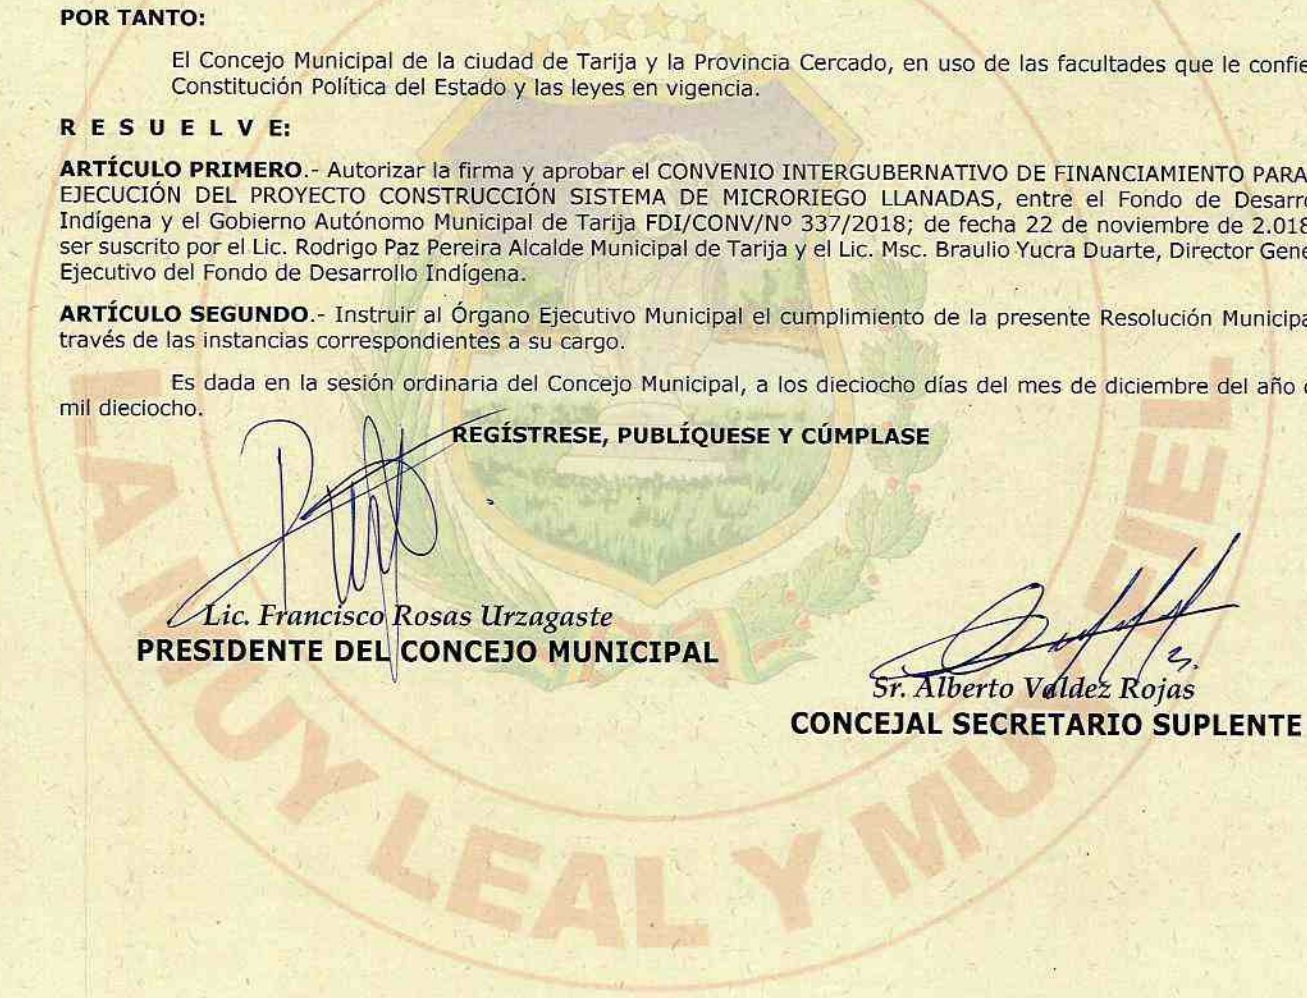 POR TANTO:
El Concejo Municipal de la ciudad de Tarija y la Provincia Cercado, en uso de las facultades que le confie
Constitución Política del Estado y las leyes en vigencia.
R E S U E L V E:
ARTÍCULO PRIMERO.- Autorizar la firma y aprobar el CONVENIO INTERGUBERNATIVO DE FINANCIAMIENTO PARA
EJECUCIÓN DEL PROYECTO CONSTRUCCIÓN SISTEMA DE MICRORIEGO LLANADAS, entre el Fondo de Desarro
Indígena y el Gobierno Autónomo Municipal de Tarija FDI/CONV/Nº 337/2018; de fecha 22 de noviembre de 2.018
ser suscrito por el Lic. Rodrigo Paz Pereira Alcalde Municipal de Tarija y el Lic. Msc. Braulio Yucra Duarte, Director Gene
Ejecutivo del Fondo de Desarrollo Indígena.
ARTÍCULO SEGUNDO.- Instruir al Órgano Ejecutivo Municipal el cumplimiento de la presente Resolución Municipa
través de las instancias correspondientes a su cargo.
Es dada en la sesión ordinaria del Concejo Municipal, a los dieciocho días del mes de diciembre del año
mil dieciocho.
REGÍSTRESE, PUBLÍQUESE Y CÚMPLASE
Lic. Francisco Rosas Urzagaste
PRESIDENTE DEL CONCEJO MUNICIPAL
Sr. Alberto Valdez Rojas
CONCEJAL SECRETARIO SUPLENTE
LA MUY LEAL Y MUY FIEL